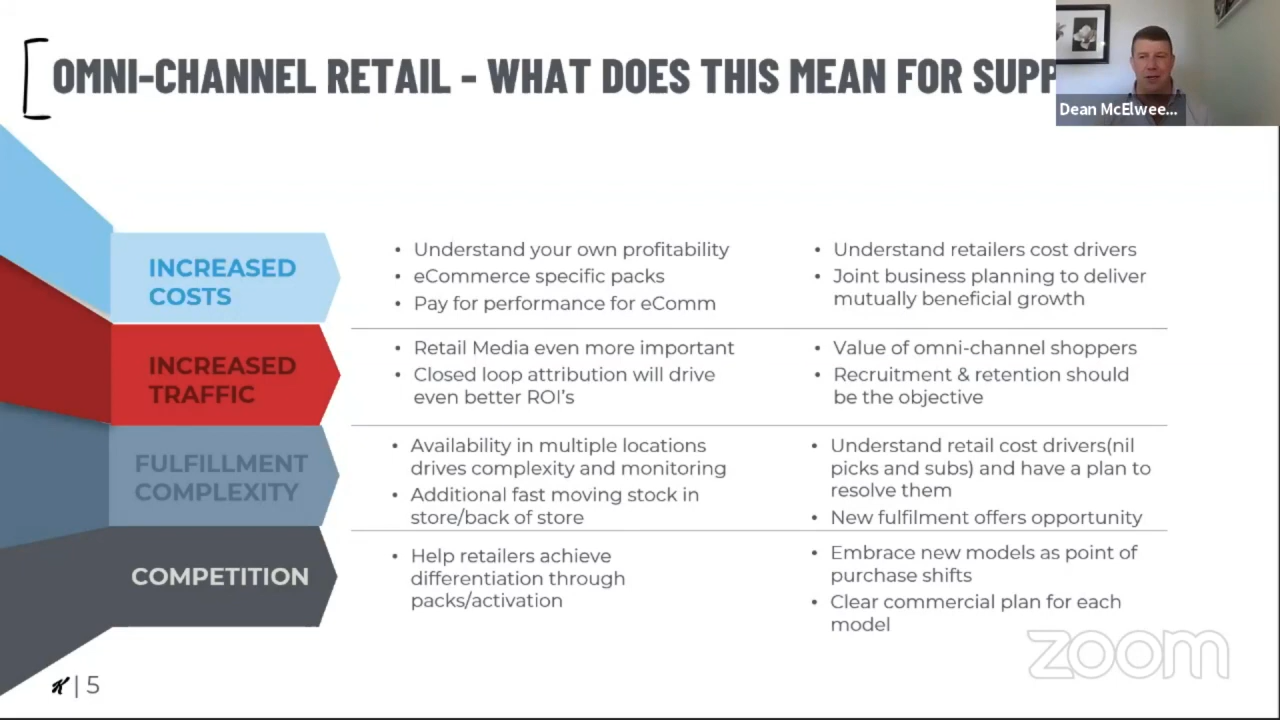 OMNI-CHANNEL RETAIL - WHAT DOES THIS MEAN FOR SUPP
Dean McElwee...
INCREASED
COSTS
• Understand your own profitability
• eCommerce specific packs
• Pay for performance for eComm
• Understand retailers cost drivers
• Joint business planning to deliver
mutually beneficial growth
INCREASED
TRAFFIC
• Retail Media even more important
• Closed loop attribution will drive
even better ROI's
• Value of omni-channel shoppers
• Recruitment & retention should
be the objective
FULFILLMENT
COMPLEXITY
• Availability in multiple locations
drives complexity and monitoring
• Additional fast moving stock in
store/back of store
• Understand retail cost drivers(nil
picks and subs) and have a plan to
resolve them
• New fulfilment offers opportunity
COMPETITION
• Help retailers achieve
differentiation through
packs/activation
• Embrace new models as point of
purchase shifts
• Clear commercial plan for each
model
zoom
K | 5